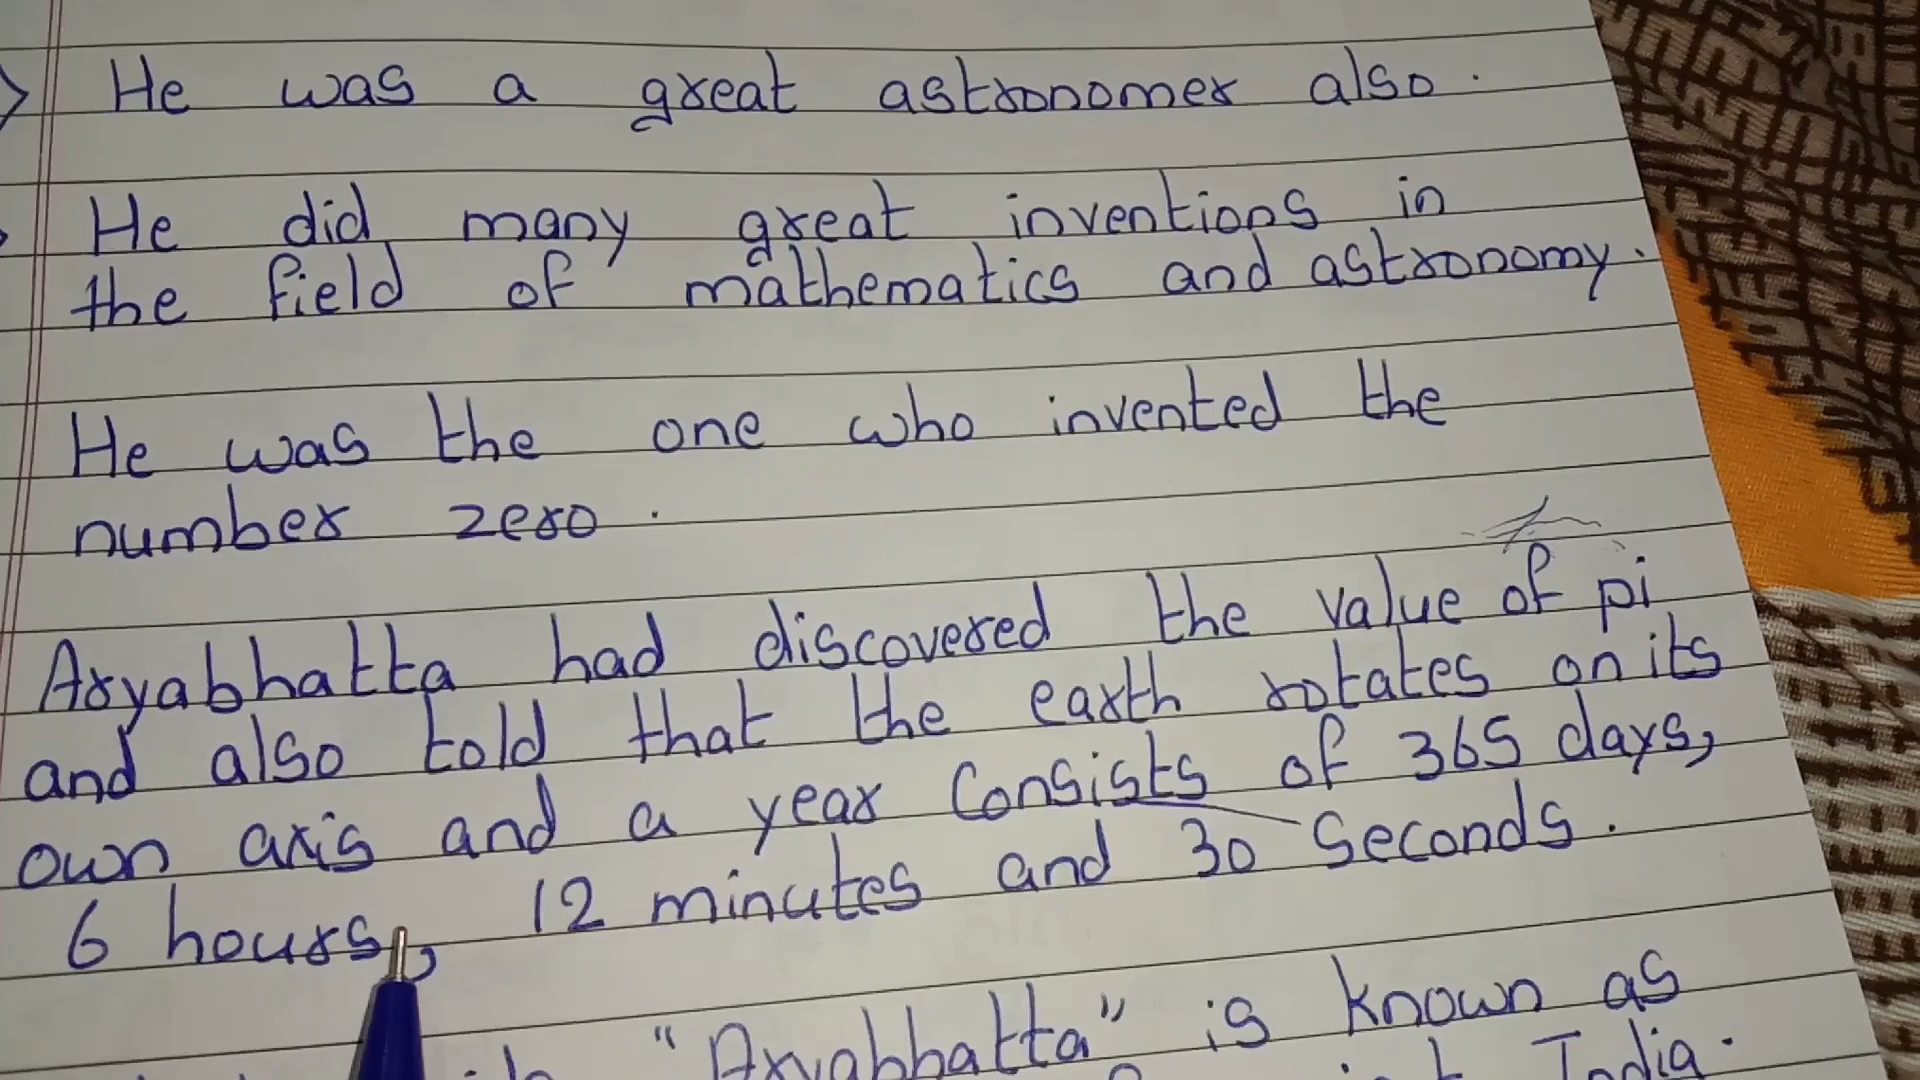 He was a great astronomer also.
He did many great inventions in
the field of mathematics and astronomy.
He was the one who invented the
number zero.
Aryabhatta had discovered the value of pi
and also told that the earth rotates on its
own axis and a year Consists of 365 days,
6 hours, 12 minutes and 30 Seconds.
"Aryabhatta" is known as
India.